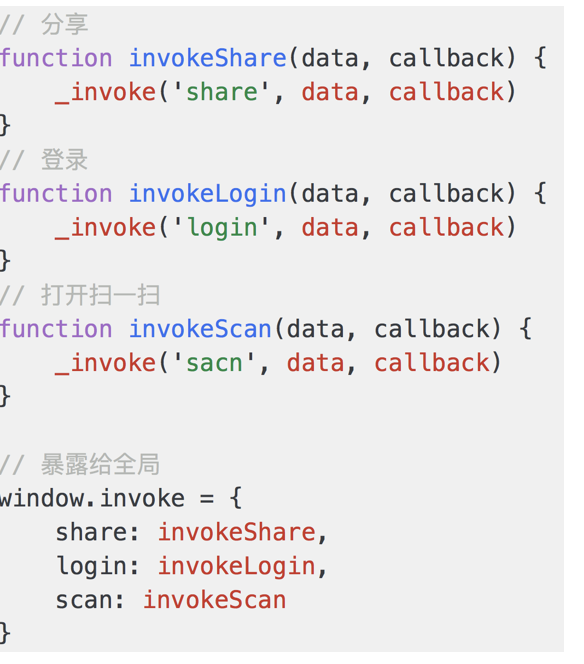 // 分享
function invokeShare(data, callback) {
    _invoke('share', data, callback)
}
// 登录
function invokeLogin(data, callback) {
    _invoke('login', data, callback)
}
// 打开扫一扫
function invokeScan(data, callback) {
    _invoke('sacn', data, callback)
}

// 暴露给全局
window.invoke = {
    share: invokeShare,
    login: invokeLogin,
    scan: invokeScan
}